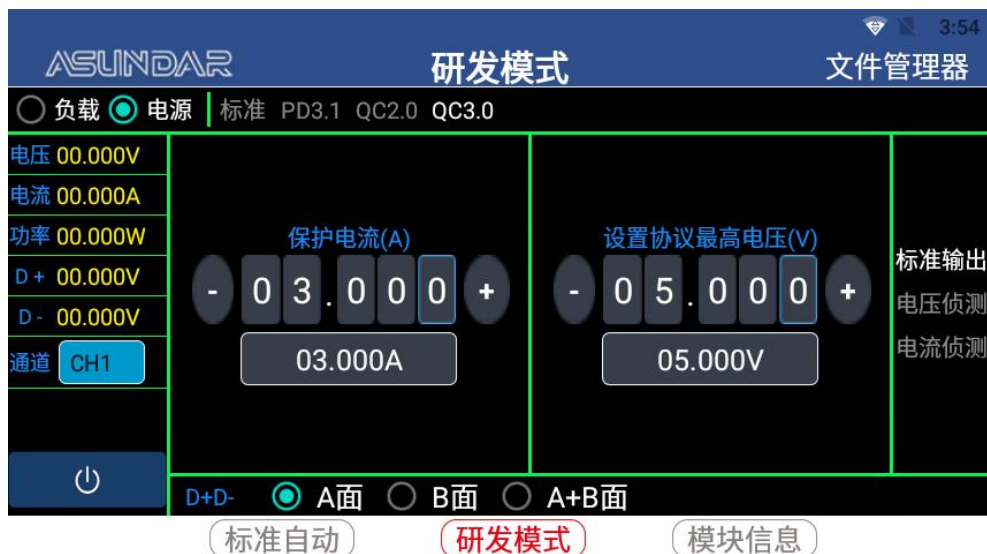 3:54
ASUNDAR 研发模式 文件管理器
负载 电源 标准 PD3.1 QC2.0 QC3.0
电压 00.000V
电流 00.000A
功率 00.000W
D+ 00.000V
D- 00.000V
通道 CH1
保护电流(A)
- 0 3 . 0 0 0 +
03.000A
设置协议最高电压(V)
- 0 5 . 0 0 0 +
05.000V
标准输出
电压侦测
电流侦测
D+D- A面 B面 A+B面
标准自动 研发模式 模块信息